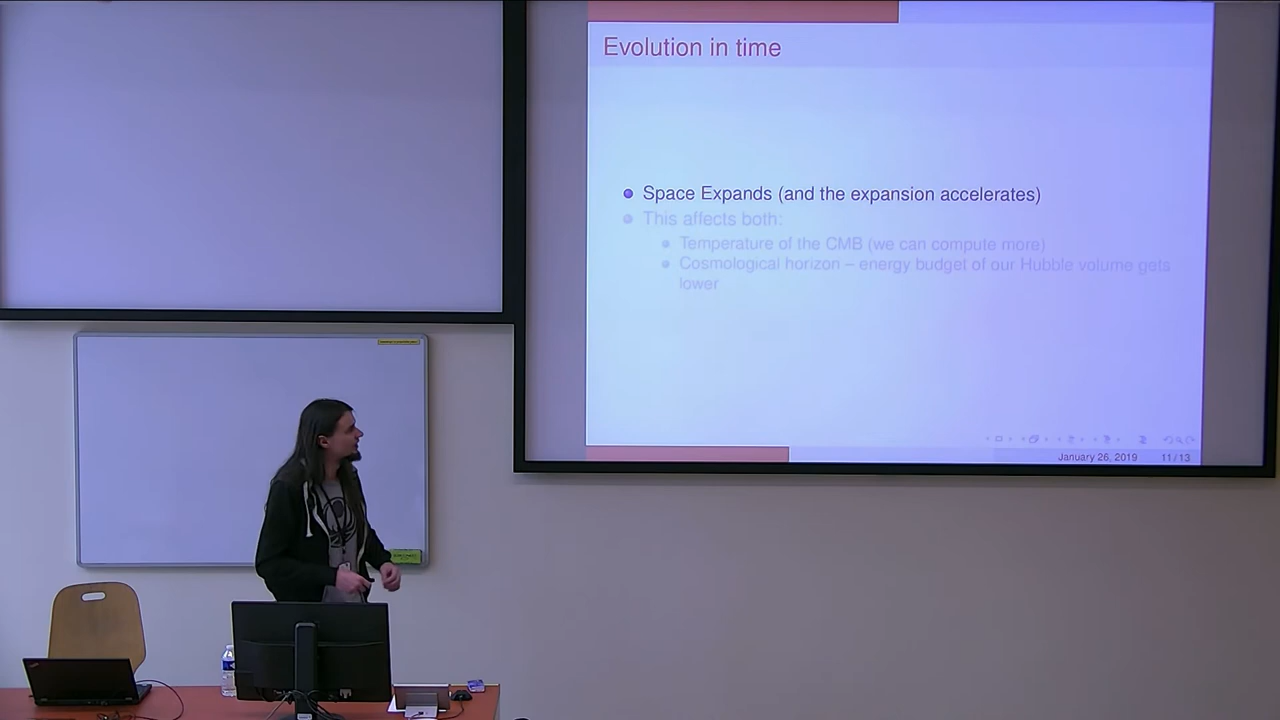 Evolution in time
Space Expands (and the expansion accelerates)
This affects both:
Temperature of the CMB (we can compute more)
Cosmological horizon – energy budget of our Hubble volume gets
lower
January 26, 2019 11/13